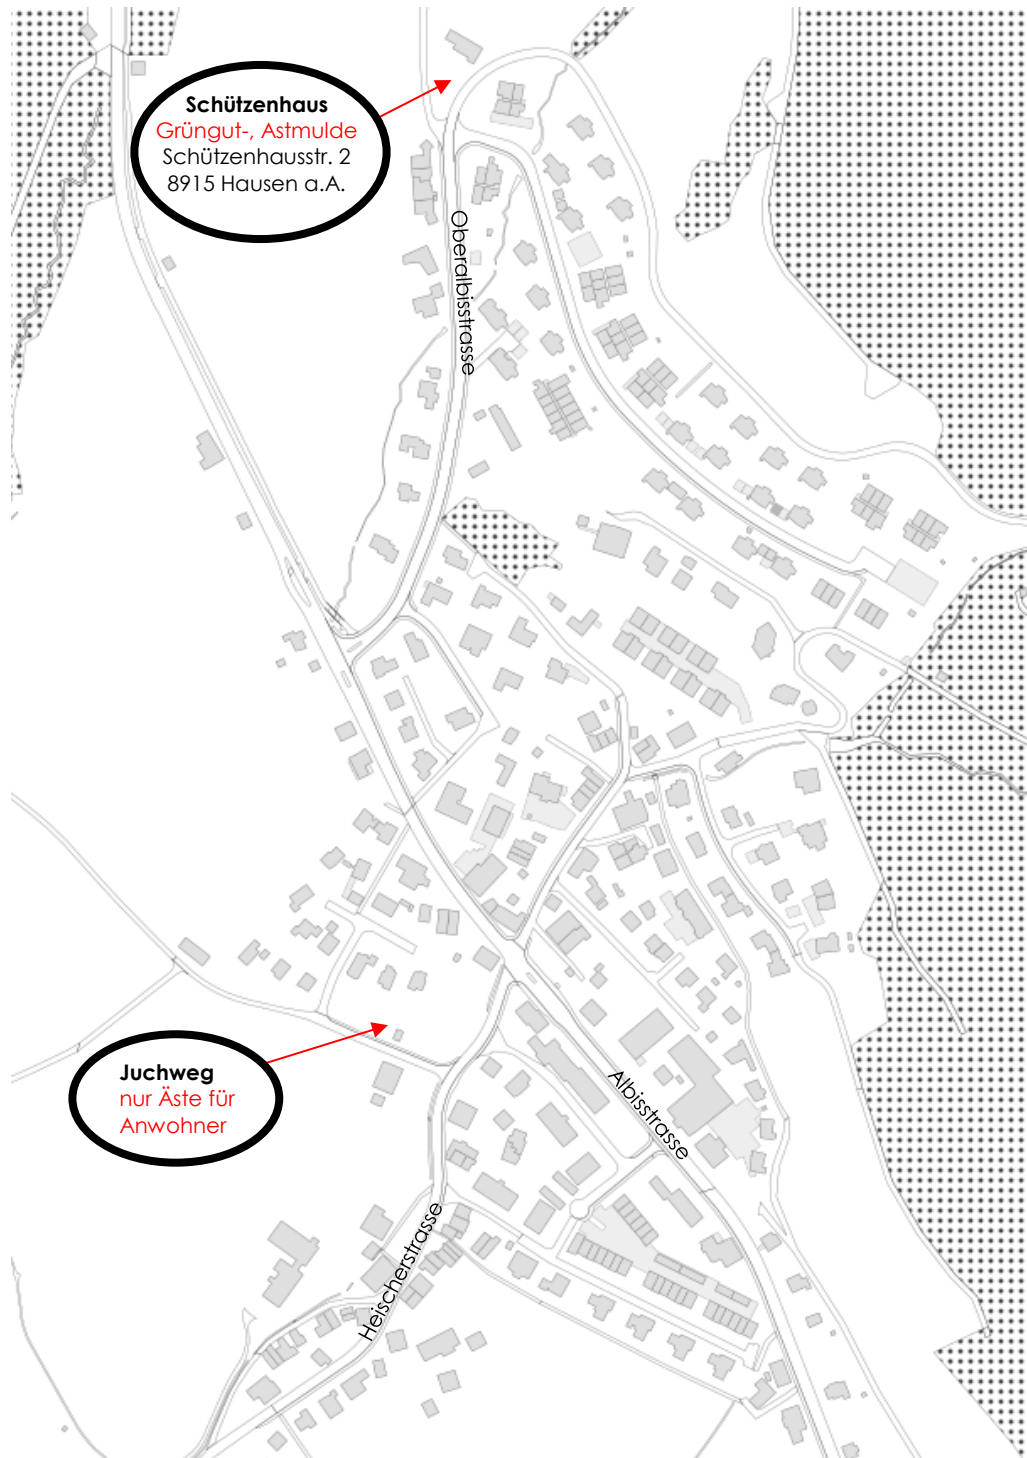 Schützenhaus
Grüngut-, Astmulde
Schützenhausstr. 2
8915 Hausen a.A.
Oberalbisstrasse
Juchweg
nur Äste für
Anwohner
Albisstrasse
Heischerstrasse